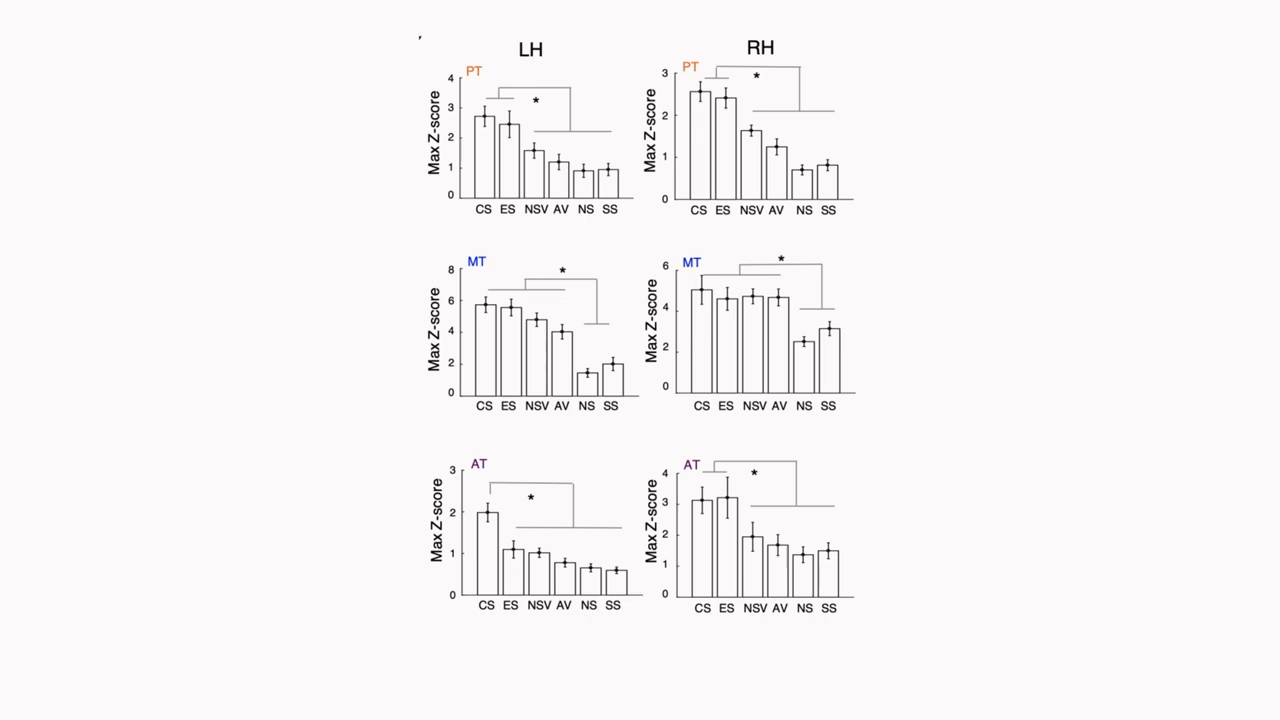 LH
RH
PT
4
3
2
1
0
Max Z-score
*
CS ES NSV AV NS SS
PT
3
2
1
0
Max Z-score
*
CS ES NSV AV NS SS
MT
8
6
4
2
0
Max Z-score
*
CS ES NSV AV NS SS
MT
6
4
2
0
Max Z-score
*
CS ES NSV AV NS SS
AT
3
2
1
0
Max Z-score
*
CS ES NSV AV NS SS
AT
4
3
2
1
0
Max Z-score
*
CS ES NSV AV NS SS